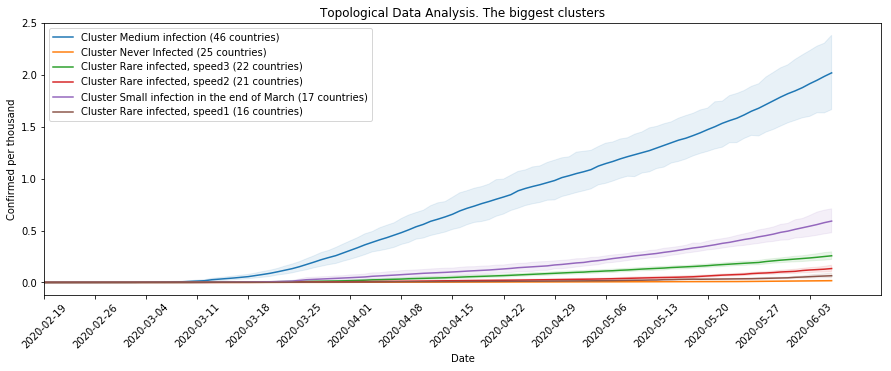 Topological Data Analysis. The biggest clusters
Cluster Medium infection (46 countries)
Cluster Never Infected (25 countries)
Cluster Rare infected, speed3 (22 countries)
Cluster Rare infected, speed2 (21 countries)
Cluster Small infection in the end of March (17 countries)
Cluster Rare infected, speed1 (16 countries)
Confirmed per thousand
2.5
2.0
1.5
1.0
0.5
0.0
2020-02-19
2020-02-26
2020-03-04
2020-03-11
2020-03-18
2020-03-25
2020-04-01
2020-04-08
2020-04-15
2020-04-22
2020-04-29
2020-05-06
2020-05-13
2020-05-20
2020-05-27
2020-06-03
Date